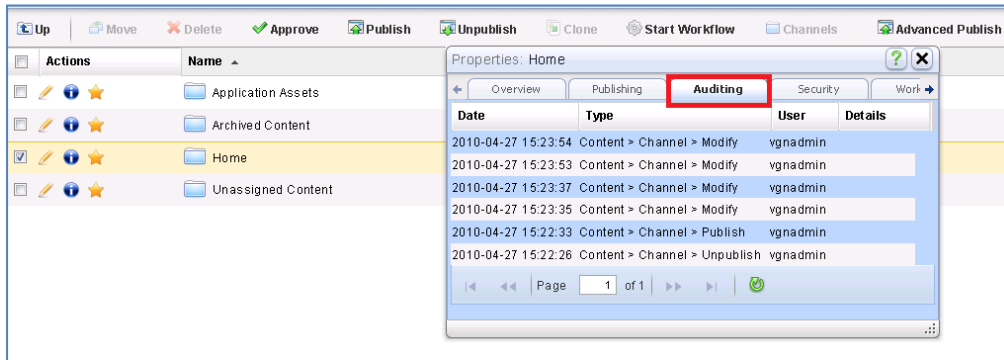 Up Move Delete Approve Publish Unpublish Clone Start Workflow Channels Advanced Publish
Actions Name
Application Assets
Archived Content
Home
Unassigned Content
Properties: Home ?
Overview Publishing Auditing Security Work
Date Type User Details
2010-04-27 15:23:54 Content > Channel > Modify vgnadmin
2010-04-27 15:23:53 Content > Channel > Modify vgnadmin
2010-04-27 15:23:37 Content > Channel > Modify vgnadmin
2010-04-27 15:23:35 Content > Channel > Modify vgnadmin
2010-04-27 15:22:33 Content > Channel > Publish vgnadmin
2010-04-27 15:22:26 Content > Channel > Unpublish vgnadmin
Page 1 of 1